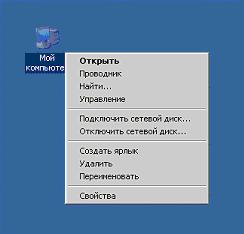 Мой
компьюте
Открыть
Проводник
Найти...
Управление
Подключить сетевой диск...
Отключить сетевой диск...
Создать ярлык
Удалить
Переименовать
Свойства